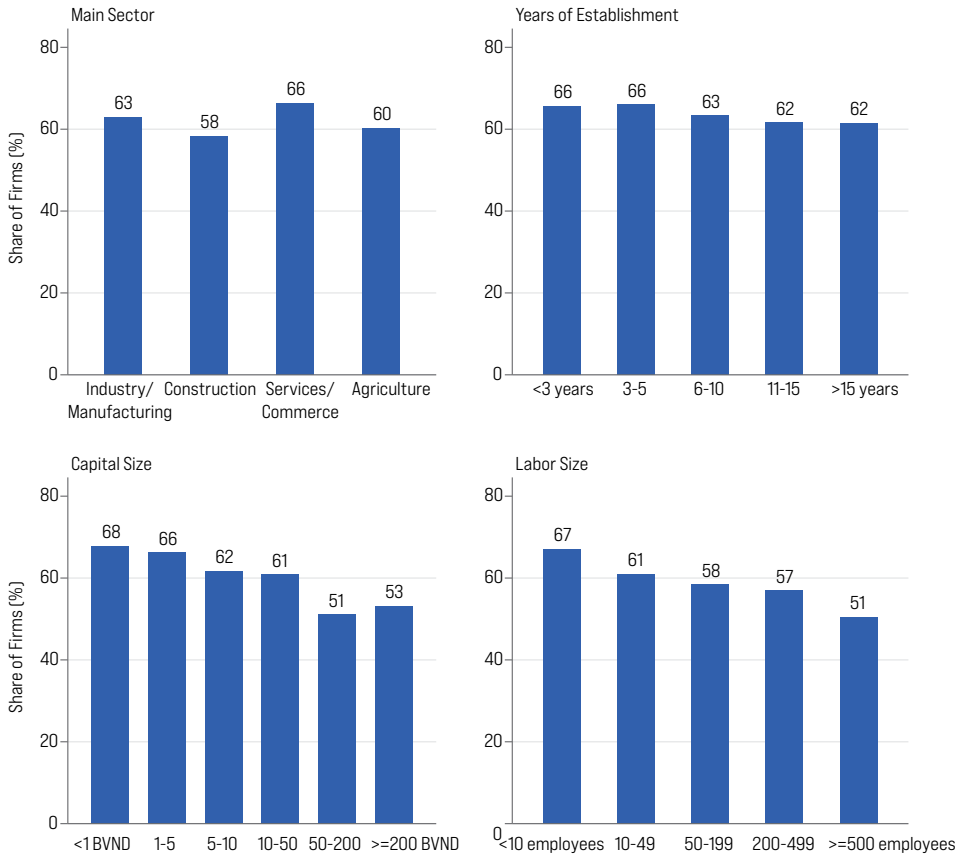 Main Sector
Share of Firms (%)
80
60
40
20
0
63
58
66
60
Industry/
Manufacturing
Construction
Services/
Commerce
Agriculture
Years of Establishment
80
60
40
20
0
66
66
63
62
62
<3 years
3-5
6-10
11-15
>15 years
Capital Size
Share of Firms (%)
80
60
40
20
0
68
66
62
61
51
53
<1 BVND
1-5
5-10
10-50
50-200
>=200 BVND
Labor Size
80
60
40
20
0
67
61
58
57
51
<10 employees
10-49
50-199
200-499
>=500 employees